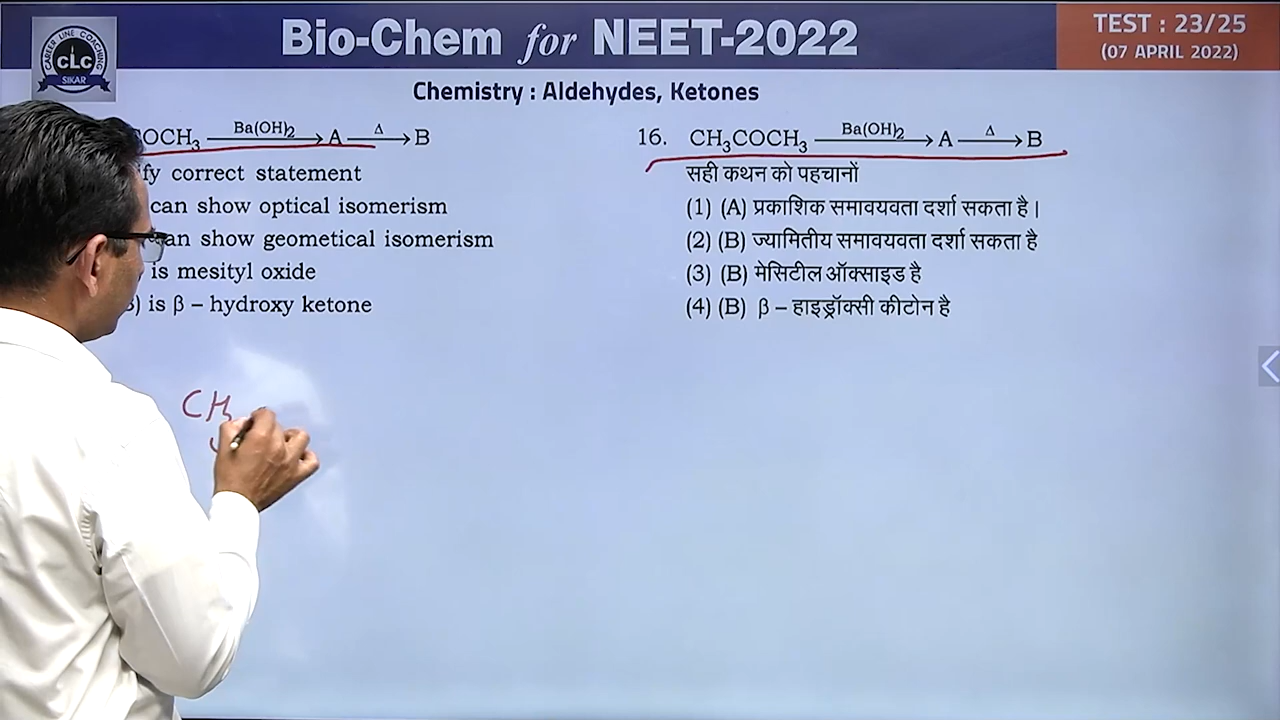 CAREER LINE COACHING
CLC
SIKAR
Bio-Chem for NEET-2022
TEST : 23/25
(07 APRIL 2022)
Chemistry : Aldehydes, Ketones
COCH₃ —Ba(OH)₂→ A —Δ→ B
fy correct statement
can show optical isomerism
an show geometical isomerism
is mesityl oxide
) is β – hydroxy ketone
16. CH₃COCH₃ —Ba(OH)₂→ A —Δ→ B
सही कथन को पहचानों
(1) (A) प्रकाशिक समावयवता दर्शा सकता है।
(2) (B) ज्यामितीय समावयवता दर्शा सकता है
(3) (B) मेसिटील ऑक्साइड है
(4) (B) β – हाइड्रॉक्सी कीटोन है
CH₃